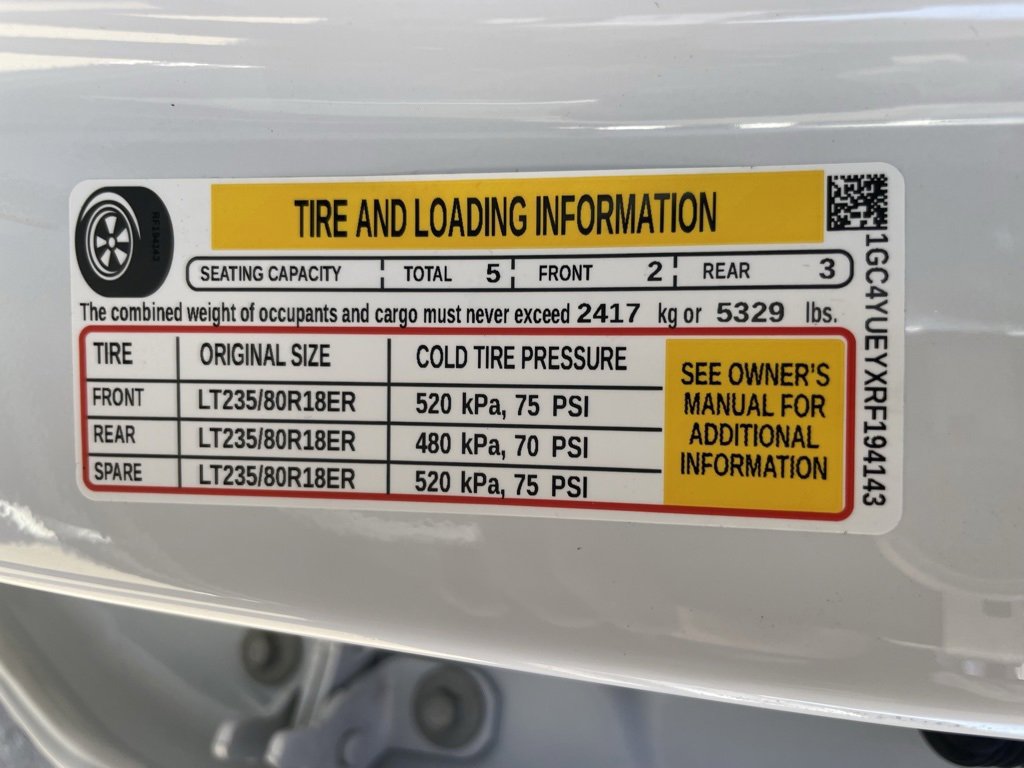 TIRE AND LOADING INFORMATION
RF194143
SEATING CAPACITY TOTAL 5 FRONT 2 REAR 3
The combined weight of occupants and cargo must never exceed 2417 kg or 5329 lbs.
TIRE ORIGINAL SIZE COLD TIRE PRESSURE
FRONT LT235/80R18ER 520 kPa, 75 PSI
REAR LT235/80R18ER 480 kPa, 70 PSI
SPARE LT235/80R18ER 520 kPa, 75 PSI
SEE OWNER'S
MANUAL FOR
ADDITIONAL
INFORMATION
1GC4YUEYXRF194143